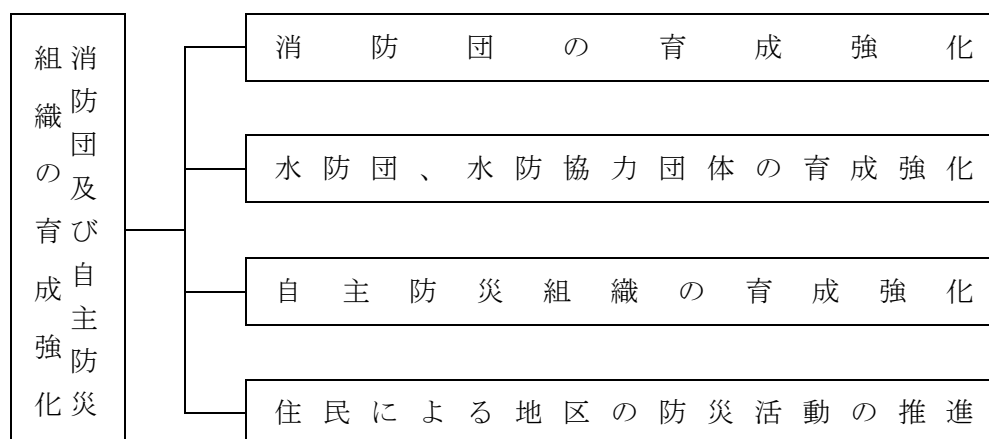 消防団及び自主防災
組織の育成強化
消防団の育成強化
水防団、水防協力団体の育成強化
自主防災組織の育成強化
住民による地区の防災活動の推進